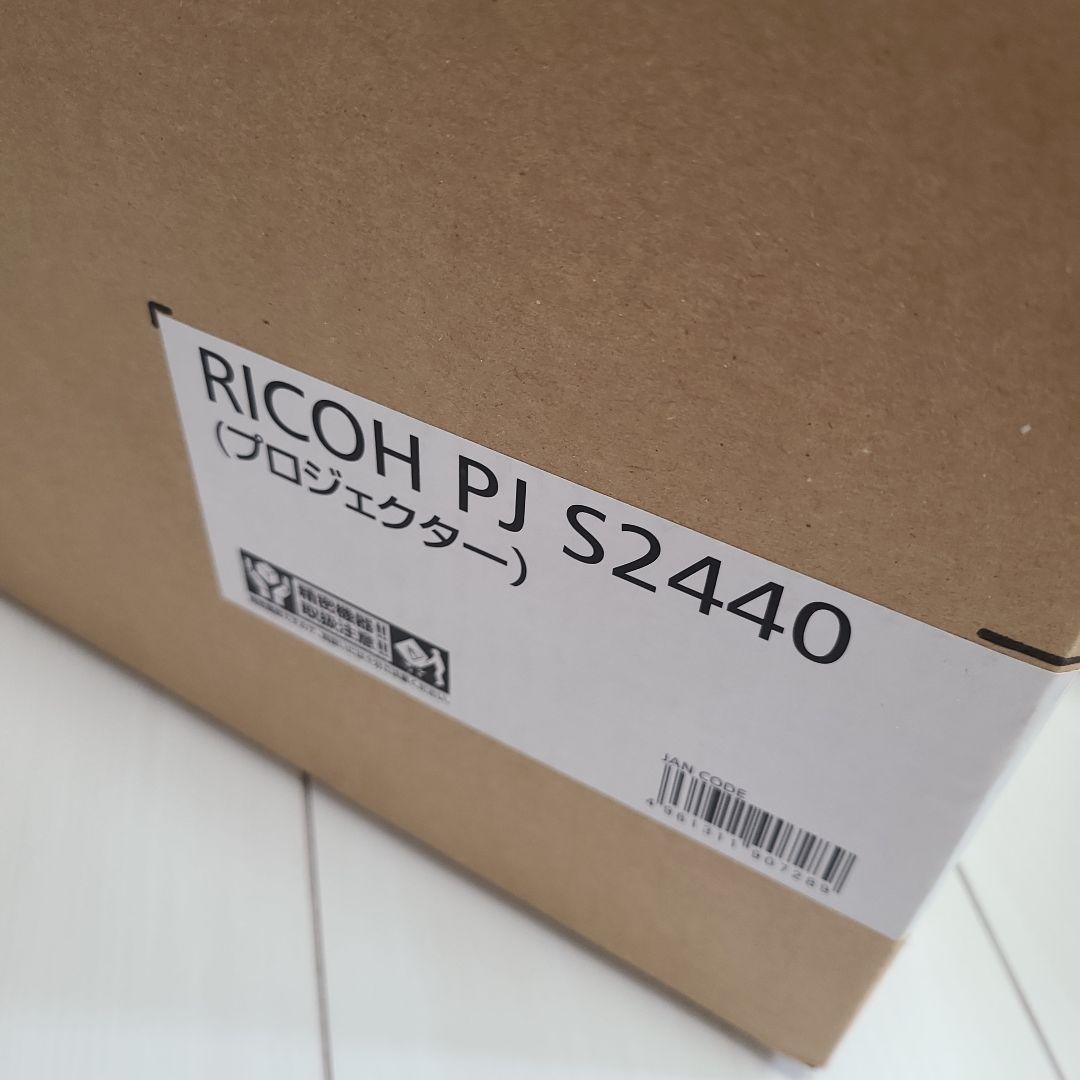 RICOH PJ S2440
(プロジェクター)
精密機器!!
取扱注意!!
JAN CODE
4961311907289